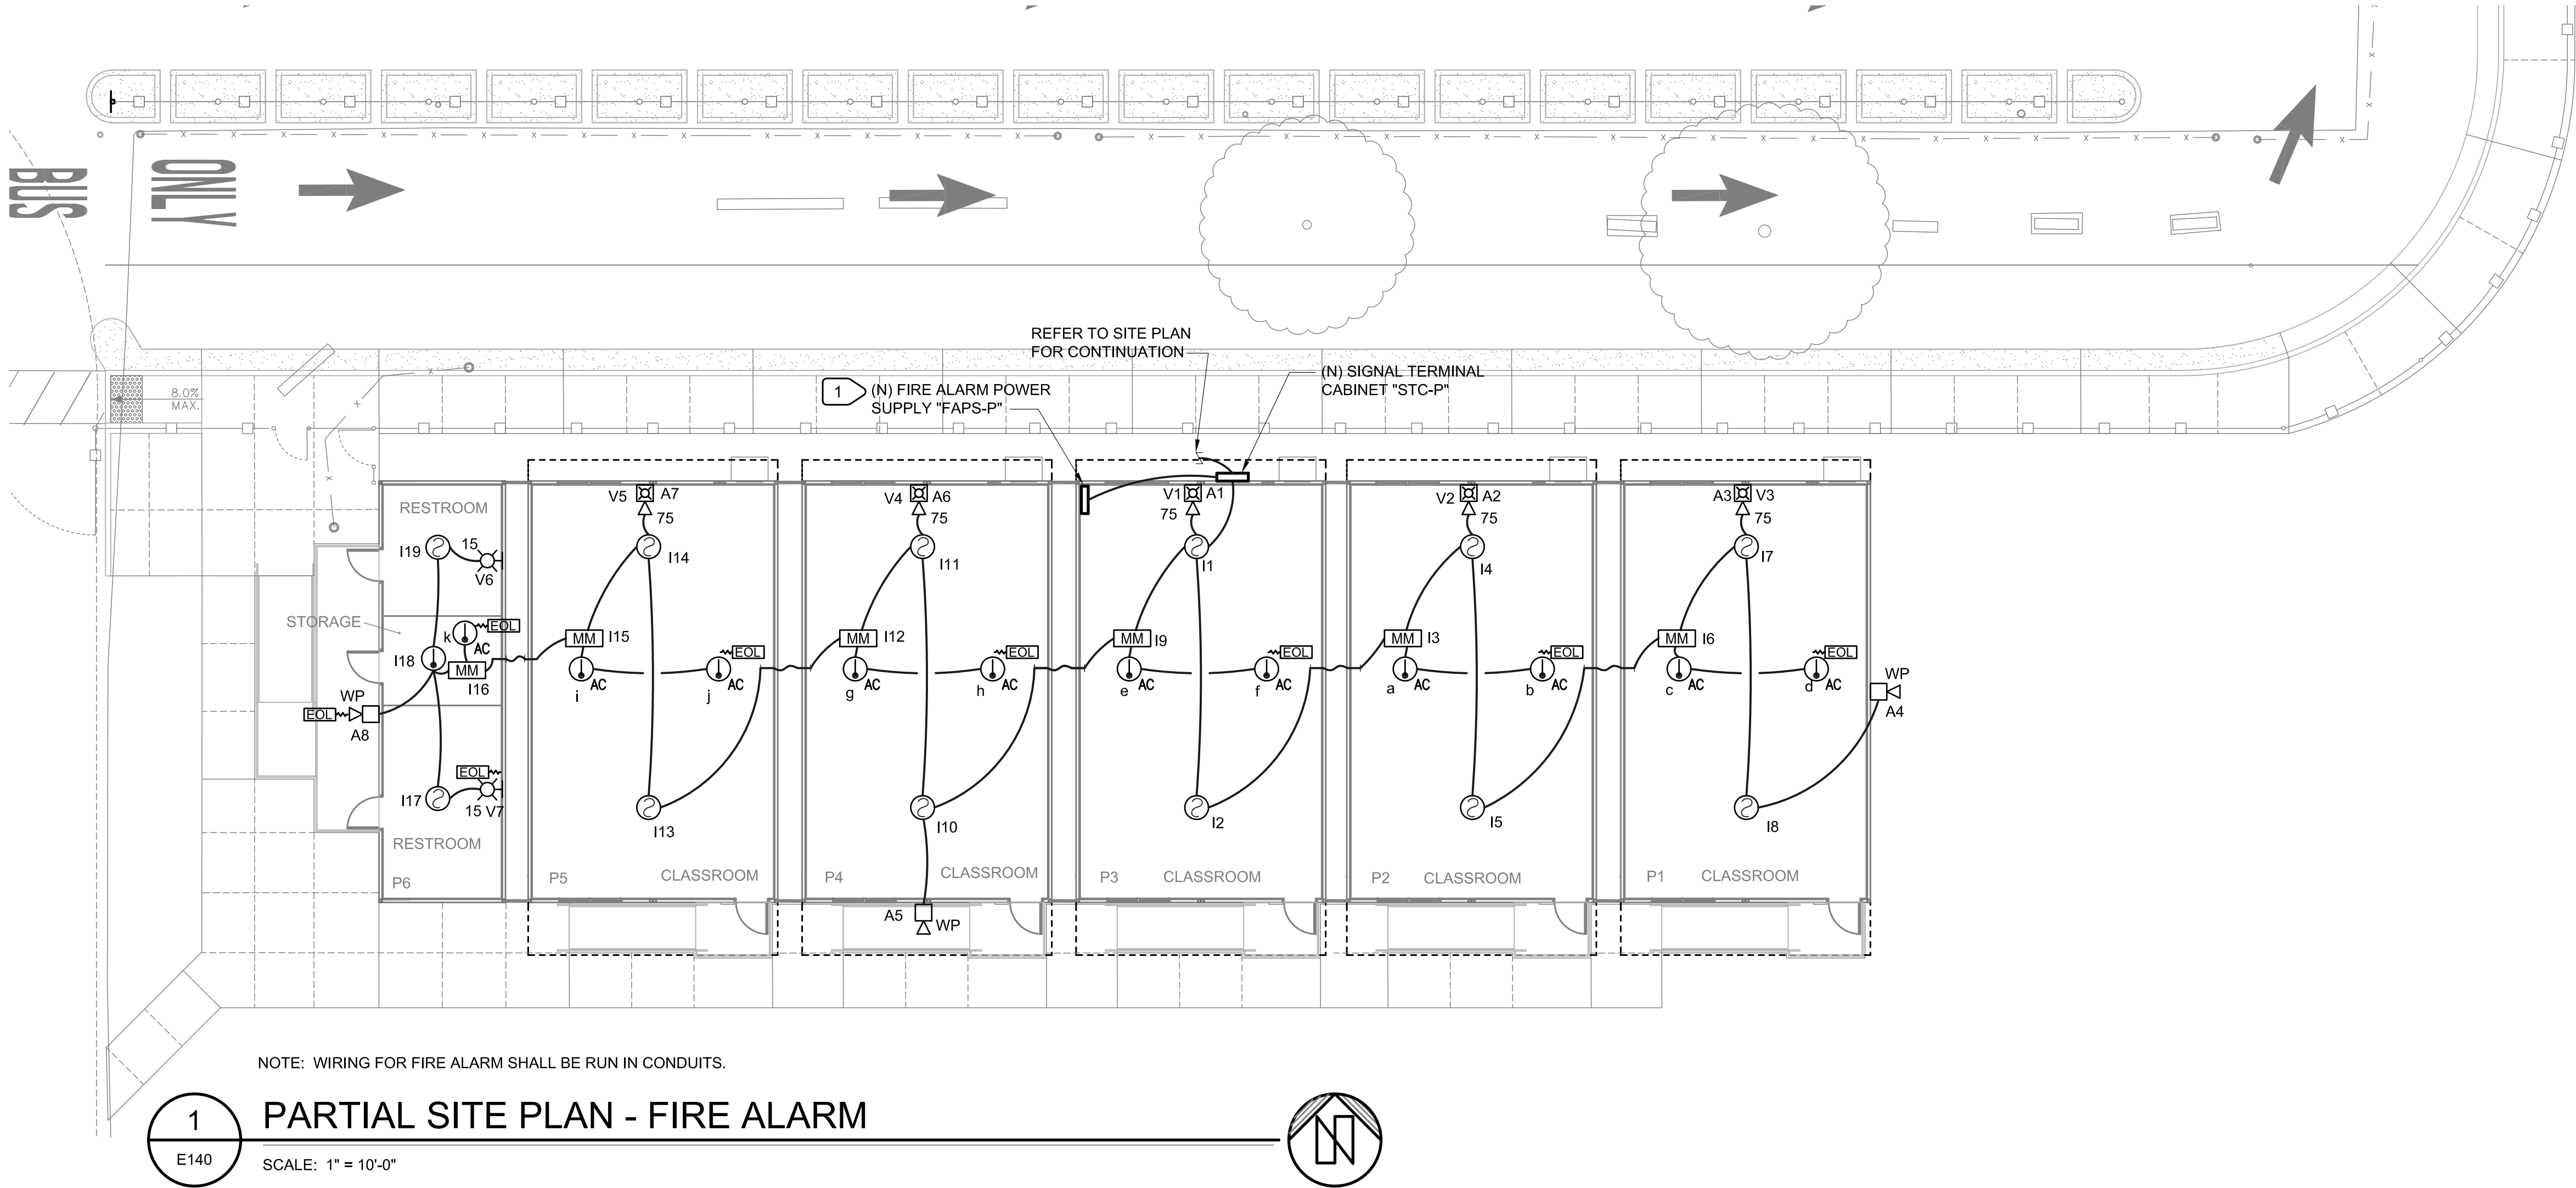 BUS
ONLY
REFER TO SITE PLAN
FOR CONTINUATION
(N) SIGNAL TERMINAL
CABINET "STC-P"
1
(N) FIRE ALARM POWER
SUPPLY "FAPS-P"
8.0%
MAX.
X X X X X X X X X X X X X X X X X X
RESTROOM
V5 A7
75
V4 A6
75
V1 A1
75
V2 A2
75
A3 V3
75
I19
15
V6
I14
I11
I1
I4
I7
STORAGE
k
EOL
AC
I18
MM
I16
MM I15
MM I12
MM I9
MM I3
MM I6
EOL
EOL
EOL
EOL
EOL
i AC
j AC
g AC
h AC
e AC
f AC
a AC
b AC
c AC
d AC
WP
A4
WP
EOL
A8
EOL
I17
15 V7
I13
I10
I2
I5
I8
RESTROOM
P6
P5 CLASSROOM
P4 CLASSROOM
P3 CLASSROOM
P2 CLASSROOM
P1 CLASSROOM
A5
WP
NOTE: WIRING FOR FIRE ALARM SHALL BE RUN IN CONDUITS.
1
E140
PARTIAL SITE PLAN - FIRE ALARM
SCALE: 1" = 10'-0"
N